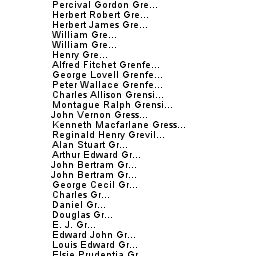 Percival Gordon Gre...
Herbert Robert Gre...
Herbert James Gre...
William Gre...
William Gre...
Henry Gre...
Alfred Fitchet Grenfe...
George Lovell Grenfe...
Peter Wallace Grenfe...
Charles Allison Grensi...
Montague Ralph Grensi...
John Vernon Gress...
Kenneth Macfarlane Gress...
Reginald Henry Grevil...
Alan Stuart Gr...
Arthur Edward Gr...
John Bertram Gr...
John Bertram Gr...
George Cecil Gr...
Charles Gr...
Daniel Gr...
Douglas Gr...
E. J. Gr...
Edward John Gr...
Louis Edward Gr...
Elsie Prudentia Gr